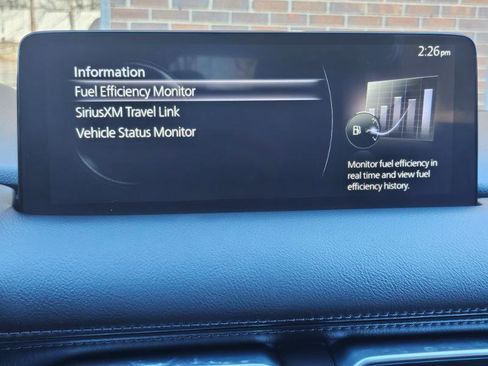 2:26pm
Information
Fuel Efficiency Monitor
SiriusXM Travel Link
Vehicle Status Monitor
Monitor fuel efficiency in
real time and view fuel
efficiency history.